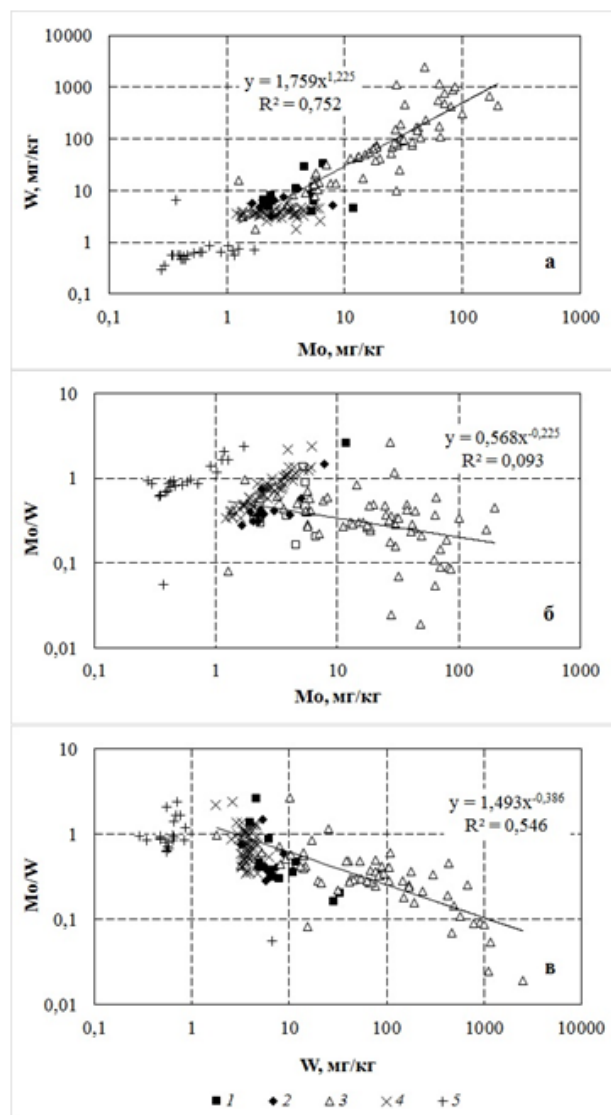 10000
1000
100
10
1
0,1
W, мг/кг
y = 1,759x^1,225
R² = 0,752
а
0,1 1 10 100 1000
Mo, мг/кг
10
1
0,1
0,01
Mo/W
y = 0,568x^-0,225
R² = 0,093
б
0,1 1 10 100 1000
Mo, мг/кг
10
1
0,1
0,01
Mo/W
y = 1,493x^-0,386
R² = 0,546
в
0,1 1 10 100 1000 10000
W, мг/кг
1 2 3 4 5